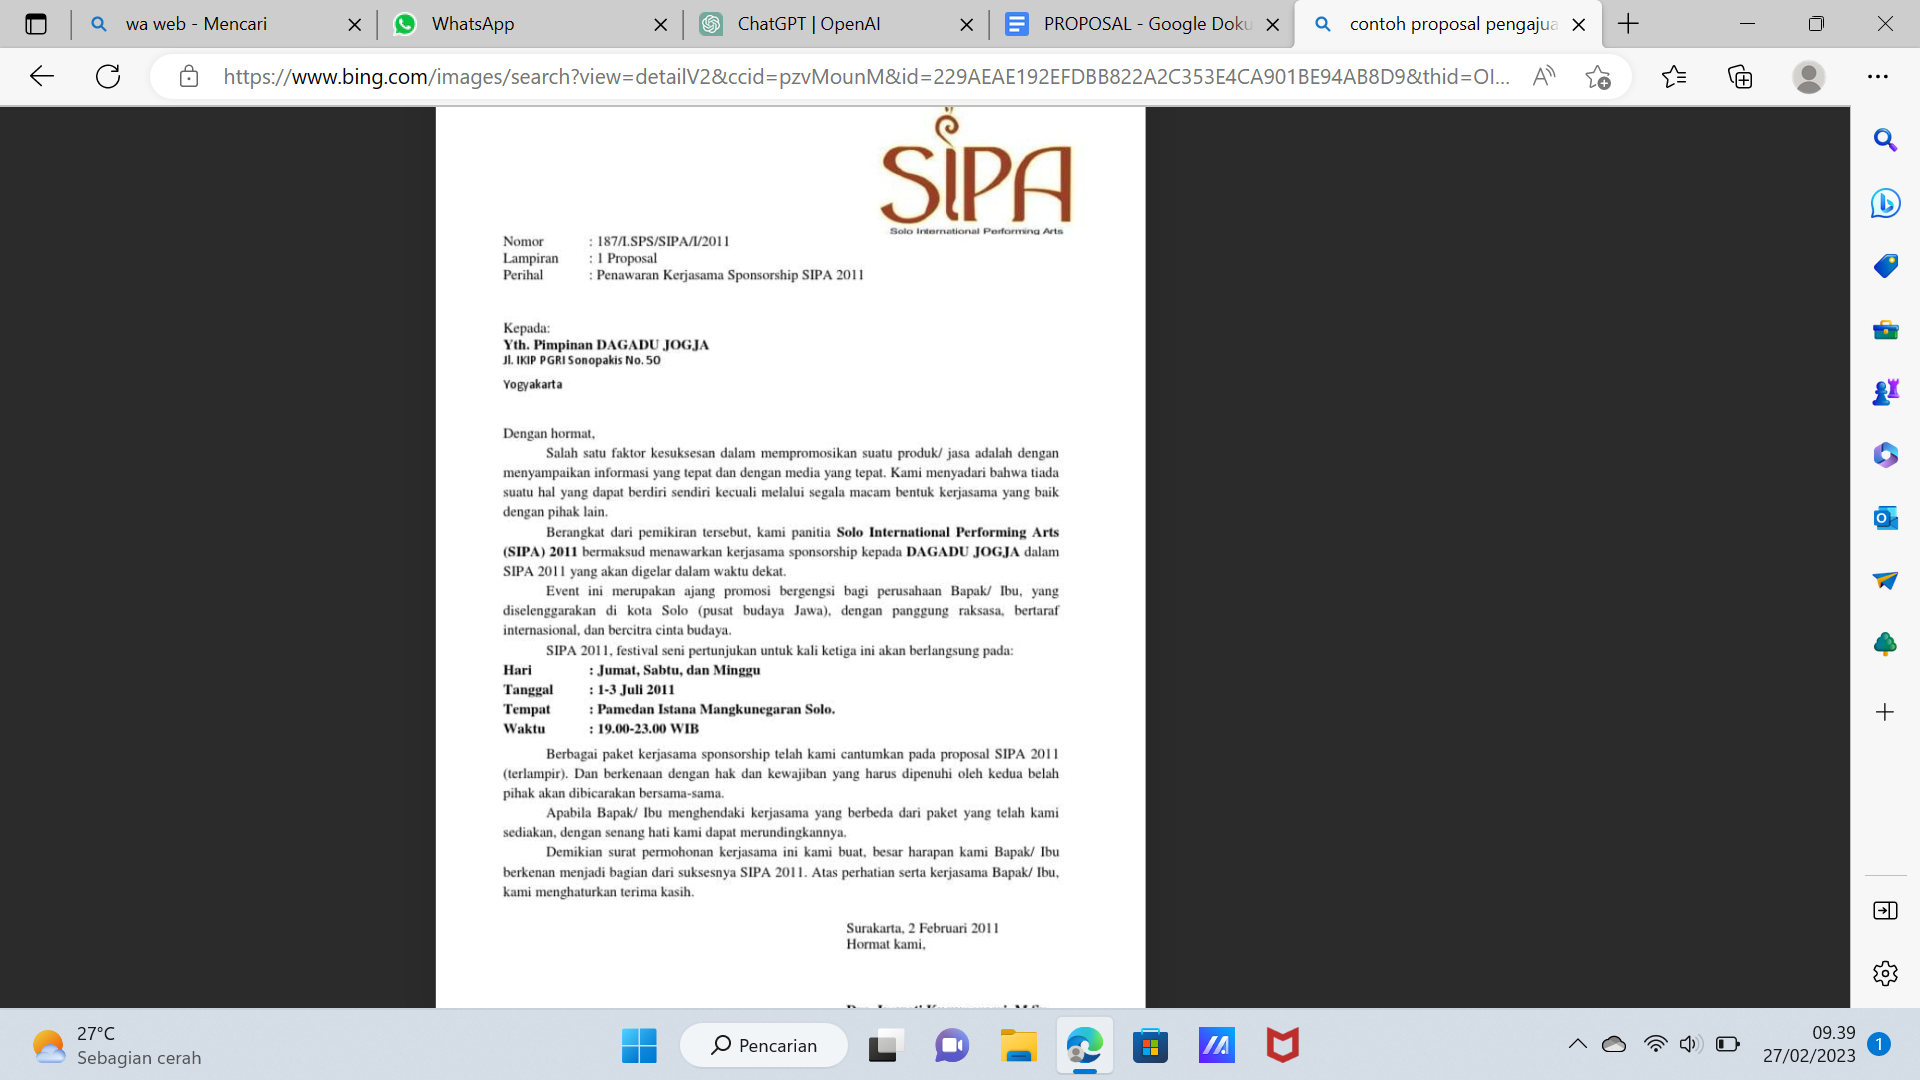 wa web - Mencari
WhatsApp
ChatGPT | OpenAI
PROPOSAL - Google Doku
contoh proposal pengajua
https://www.bing.com/images/search?view=detailV2&ccid=pzvMounM&id=229AEAE192EFDBB822A2C353E4CA901BE94AB8D9&thid=OI...
SIPA
Solo International Performing Arts
Nomor : 187/I.SPS/SIPA/I/2011
Lampiran : 1 Proposal
Perihal : Penawaran Kerjasama Sponsorship SIPA 2011
Kepada:
Yth. Pimpinan DAGADU JOGJA
Jl. IKIP PGRI Sonopakis No. 50
Yogyakarta
Dengan hormat,
Salah satu faktor kesuksesan dalam mempromosikan suatu produk/ jasa adalah dengan
menyampaikan informasi yang tepat dan dengan media yang tepat. Kami menyadari bahwa tiada
suatu hal yang dapat berdiri sendiri kecuali melalui segala macam bentuk kerjasama yang baik
dengan pihak lain.
Berangkat dari pemikiran tersebut, kami panitia Solo International Performing Arts
(SIPA) 2011 bermaksud menawarkan kerjasama sponsorship kepada DAGADU JOGJA dalam
SIPA 2011 yang akan digelar dalam waktu dekat.
Event ini merupakan ajang promosi bergengsi bagi perusahaan Bapak/ Ibu, yang
diselenggarakan di kota Solo (pusat budaya Jawa), dengan panggung raksasa, bertaraf
internasional, dan bercitra cinta budaya.
SIPA 2011, festival seni pertunjukan untuk kali ketiga ini akan berlangsung pada:
Hari : Jumat, Sabtu, dan Minggu
Tanggal : 1-3 Juli 2011
Tempat : Pamedan Istana Mangkunegaran Solo.
Waktu : 19.00-23.00 WIB
Berbagai paket kerjasama sponsorship telah kami cantumkan pada proposal SIPA 2011
(terlampir). Dan berkenaan dengan hak dan kewajiban yang harus dipenuhi oleh kedua belah
pihak akan dibicarakan bersama-sama.
Apabila Bapak/ Ibu menghendaki kerjasama yang berbeda dari paket yang telah kami
sediakan, dengan senang hati kami dapat merundingkannya.
Demikian surat permohonan kerjasama ini kami buat, besar harapan kami Bapak/ Ibu
berkenan menjadi bagian dari suksesnya SIPA 2011. Atas perhatian serta kerjasama Bapak/ Ibu,
kami menghaturkan terima kasih.
Surakarta, 2 Februari 2011
Hormat kami,
27°C
Sebagian cerah
Pencarian
09.39
27/02/2023
1